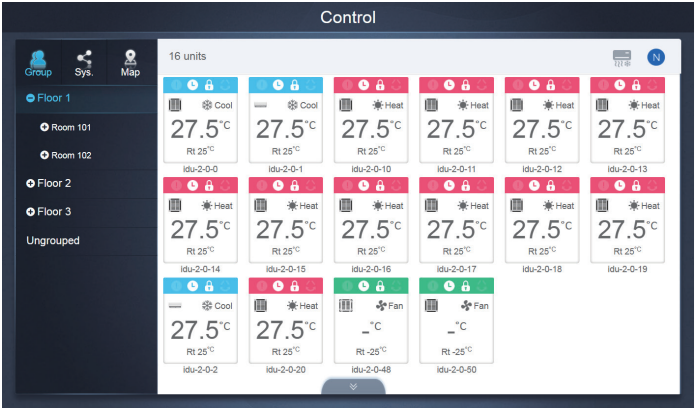 Control
Group Sys. Map
16 units
N
Floor 1
Room 101
Room 102
Floor 2
Floor 3
Ungrouped
Cool Cool Heat Heat Heat Heat
27.5°C 27.5°C 27.5°C 27.5°C 27.5°C 27.5°C
Rt 25°C Rt 25°C Rt 25°C Rt 25°C Rt 25°C Rt 25°C
idu-2-0-0 idu-2-0-1 idu-2-0-10 idu-2-0-11 idu-2-0-12 idu-2-0-13
Heat Heat Heat Heat Heat Heat
27.5°C 27.5°C 27.5°C 27.5°C 27.5°C 27.5°C
Rt 25°C Rt 25°C Rt 25°C Rt 25°C Rt 25°C Rt 25°C
idu-2-0-14 idu-2-0-15 idu-2-0-16 idu-2-0-17 idu-2-0-18 idu-2-0-19
Cool Heat Fan Fan
27.5°C 27.5°C _°C _°C
Rt 25°C Rt 25°C Rt -25°C Rt -25°C
idu-2-0-2 idu-2-0-20 idu-2-0-48 idu-2-0-50